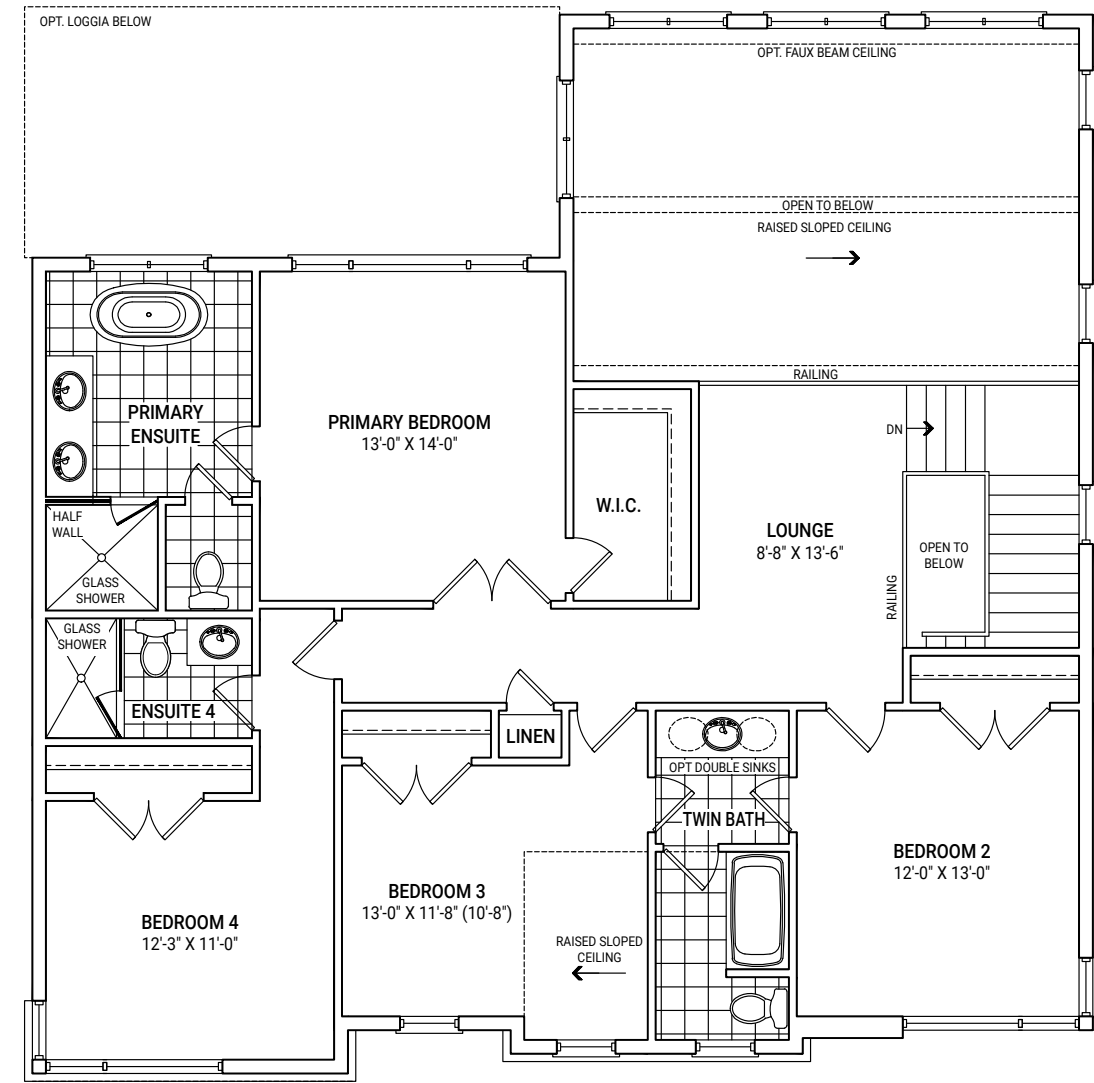 OPT. LOGGIA BELOW
OPT. FAUX BEAM CEILING
OPEN TO BELOW
RAISED SLOPED CEILING
RAILING
PRIMARY
ENSUITE
PRIMARY BEDROOM
13'-0" X 14'-0"
DN
W.I.C.
HALF
WALL
GLASS
SHOWER
LOUNGE
8'-8" X 13'-6"
OPEN TO
BELOW
RAILING
GLASS
SHOWER
ENSUITE 4
LINEN
OPT DOUBLE SINKS
TWIN BATH
BEDROOM 2
12'-0" X 13'-0"
BEDROOM 3
13'-0" X 11'-8" (10'-8")
BEDROOM 4
12'-3" X 11'-0"
RAISED SLOPED
CEILING